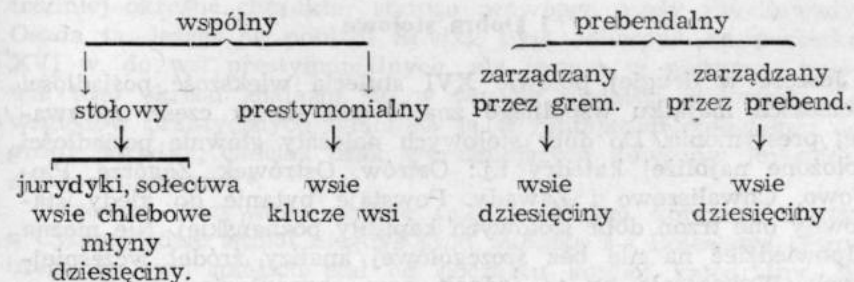 wspólny prebendalny
zarządzany zarządzany
stołowy prestymonialny przez grem. przez prebend.
jurydyki, sołectwa wsie wsie wsie
wsie chlebowe klucze wsi dziesięciny dziesięciny
młyny
dziesięciny.